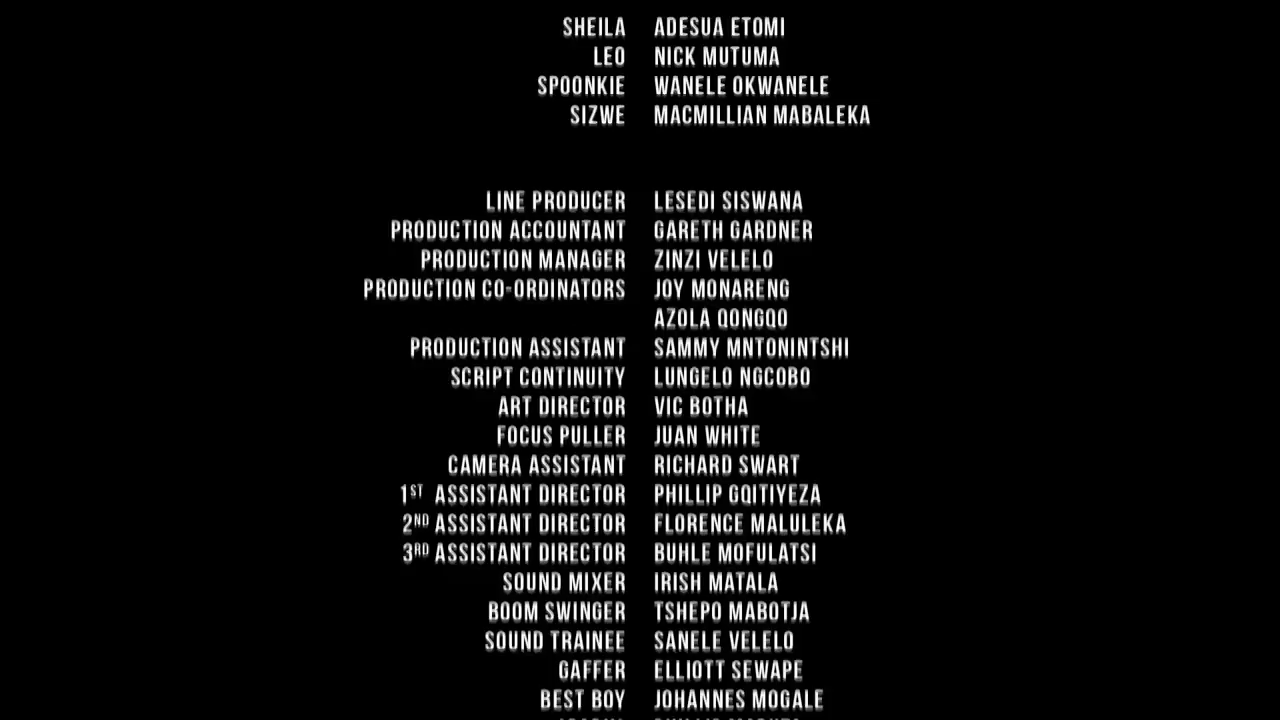 SHEILA ADESUA ETOMI
LEO NICK MUTUMA
SPOONKIE WANELE OKWANELE
SIZWE MACMILLIAN MABALEKA
LINE PRODUCER LESEDI SISWANA
PRODUCTION ACCOUNTANT GARETH GARDNER
PRODUCTION MANAGER ZINZI VELELO
PRODUCTION CO-ORDINATORS JOY MONARENG
AZOLA QONGQO
PRODUCTION ASSISTANT SAMMY MNTONINTSHI
SCRIPT CONTINUITY LUNGELO NGCOBO
ART DIRECTOR VIC BOTHA
FOCUS PULLER JUAN WHITE
CAMERA ASSISTANT RICHARD SWART
1ST ASSISTANT DIRECTOR PHILLIP GQITIYEZA
2ND ASSISTANT DIRECTOR FLORENCE MALULEKA
3RD ASSISTANT DIRECTOR BUHLE MOFULATSI
SOUND MIXER IRISH MATALA
BOOM SWINGER TSHEPO MABOTJA
SOUND TRAINEE SANELE VELELO
GAFFER ELLIOTT SEWAPE
BEST BOY JOHANNES MOGALE